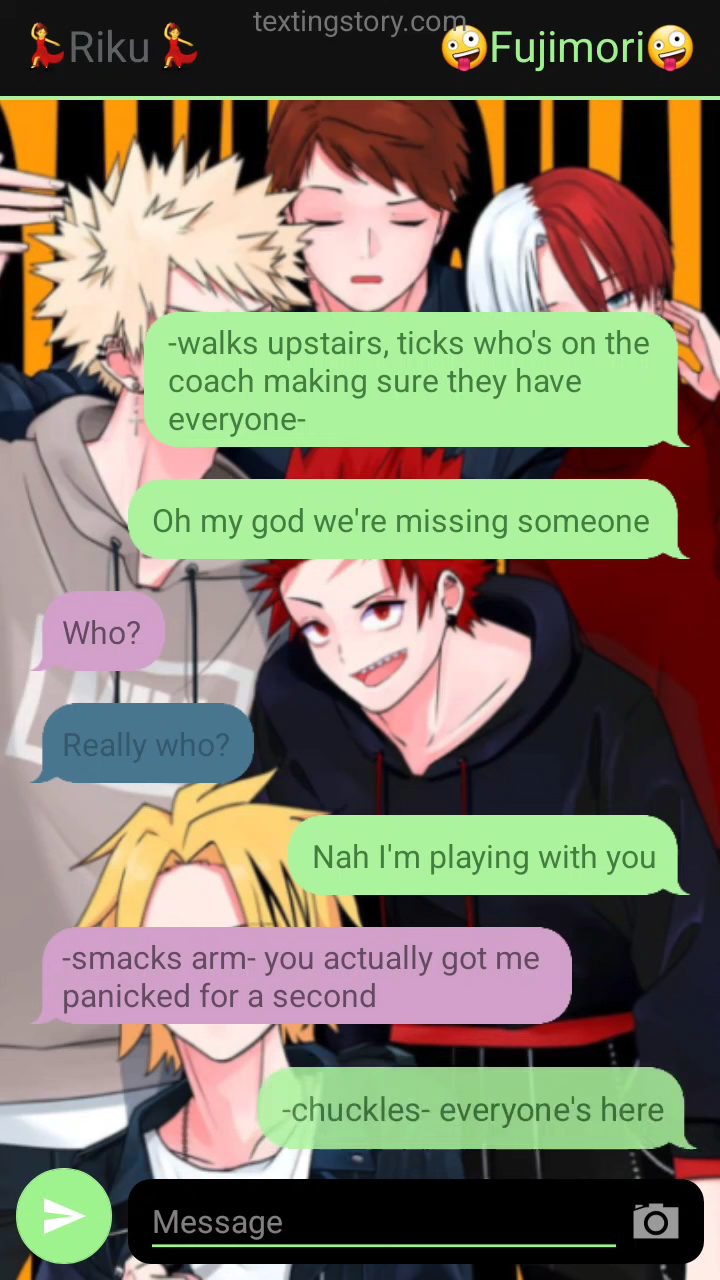 textingstory.com
💃Riku💃
🤪Fujimori🤪
-walks upstairs, ticks who's on the
coach making sure they have
everyone-
Oh my god we're missing someone
Who?
Really who?
Nah I'm playing with you
-smacks arm- you actually got me
panicked for a second
-chuckles- everyone's here
Message